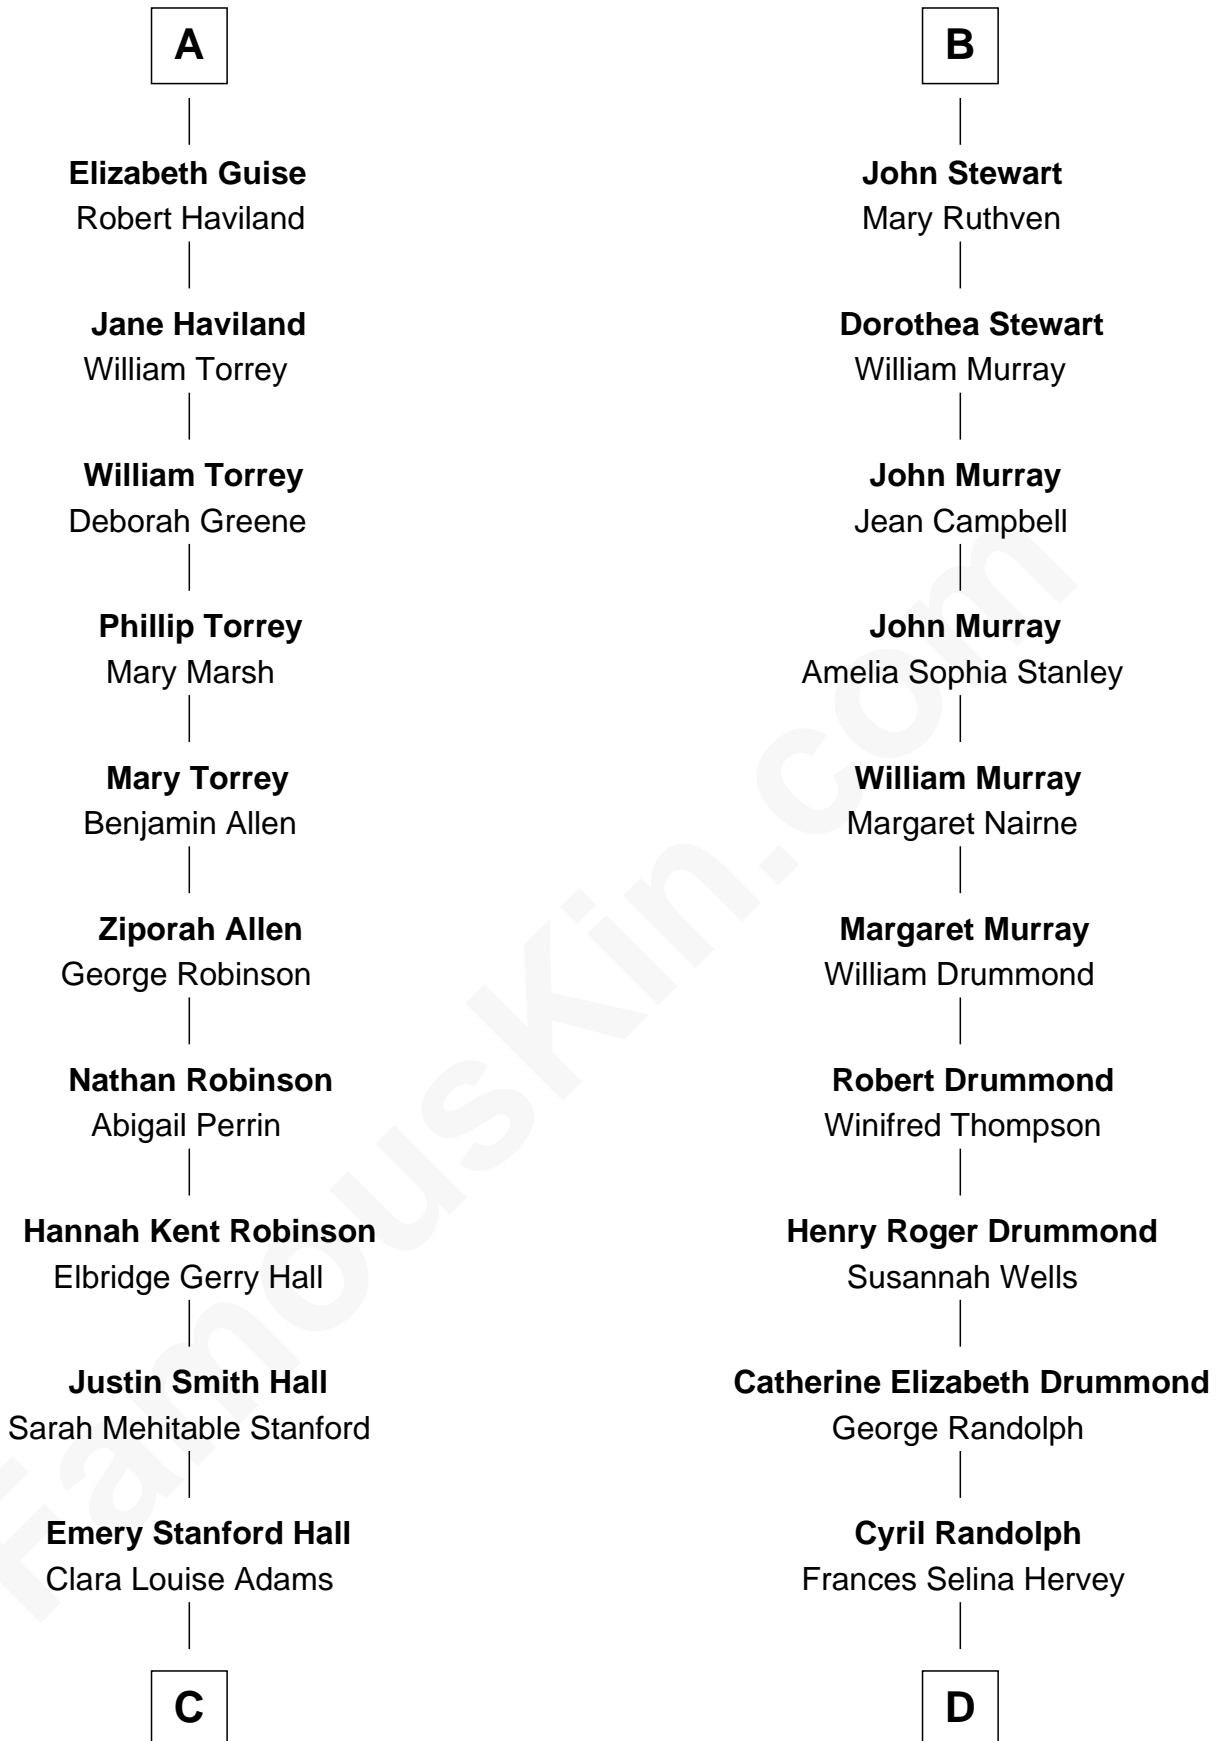 A
Elizabeth Guise
Robert Haviland
Jane Haviland
William Torrey
William Torrey
Deborah Greene
Phillip Torrey
Mary Marsh
Mary Torrey
Benjamin Allen
Ziporah Allen
George Robinson
Nathan Robinson
Abigail Perrin
Hannah Kent Robinson
Elbridge Gerry Hall
Justin Smith Hall
Sarah Mehitable Stanford
Emery Stanford Hall
Clara Louise Adams
C
B
John Stewart
Mary Ruthven
Dorothea Stewart
William Murray
John Murray
Jean Campbell
John Murray
Amelia Sophia Stanley
William Murray
Margaret Nairne
Margaret Murray
William Drummond
Robert Drummond
Winifred Thompson
Henry Roger Drummond
Susannah Wells
Catherine Elizabeth Drummond
George Randolph
Cyril Randolph
Frances Selina Hervey
D
FamousKin.com